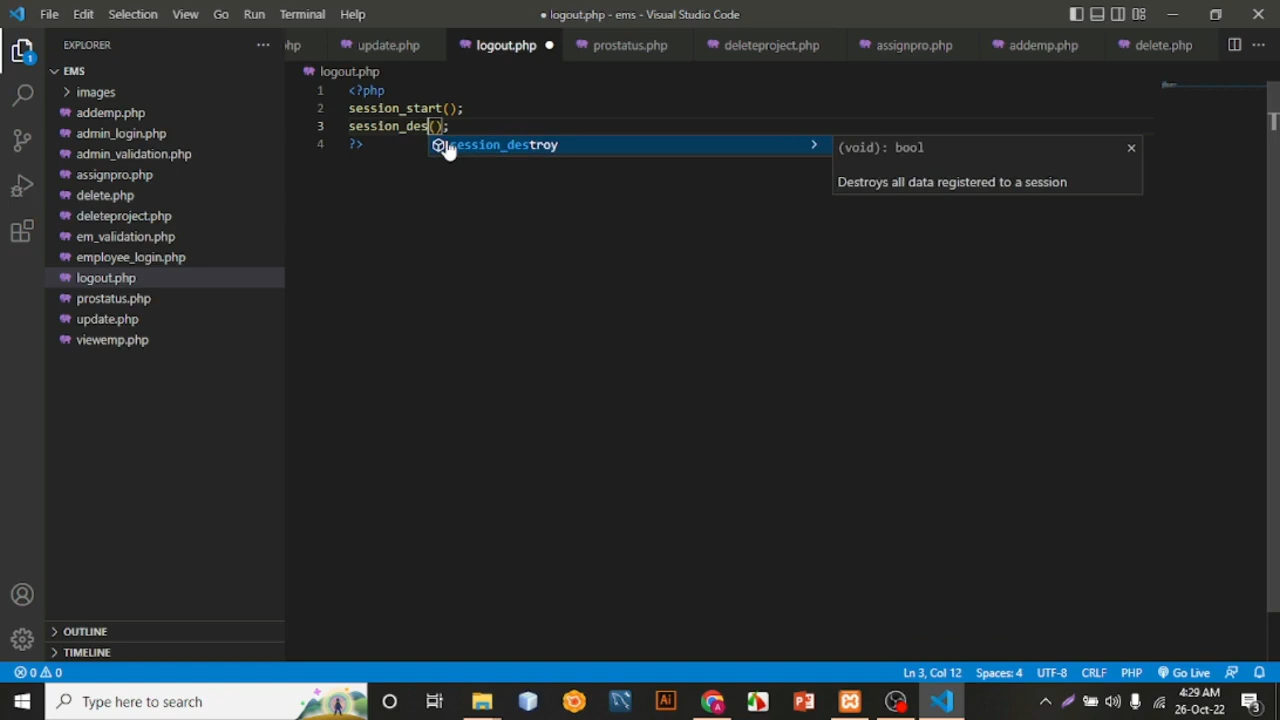 File Edit Selection View Go Run Terminal Help
● logout.php - ems - Visual Studio Code
EXPLORER
hp update.php logout.php prostatus.php deleteproject.php assignpro.php addemp.php delete.php
EMS
images
addemp.php
admin_login.php
admin_validation.php
assignpro.php
delete.php
deleteproject.php
em_validation.php
employee_login.php
logout.php
prostatus.php
update.php
viewemp.php
OUTLINE
TIMELINE
1
logout.php
1 <?php
2 session_start();
3 session_des();
4 ?>
session_destroy
(void): bool
Destroys all data registered to a session
0 0
Ln 3, Col 12 Spaces: 4 UTF-8 CRLF PHP Go Live
Type here to search
Ai
4:29 AM
26-Oct-22
3